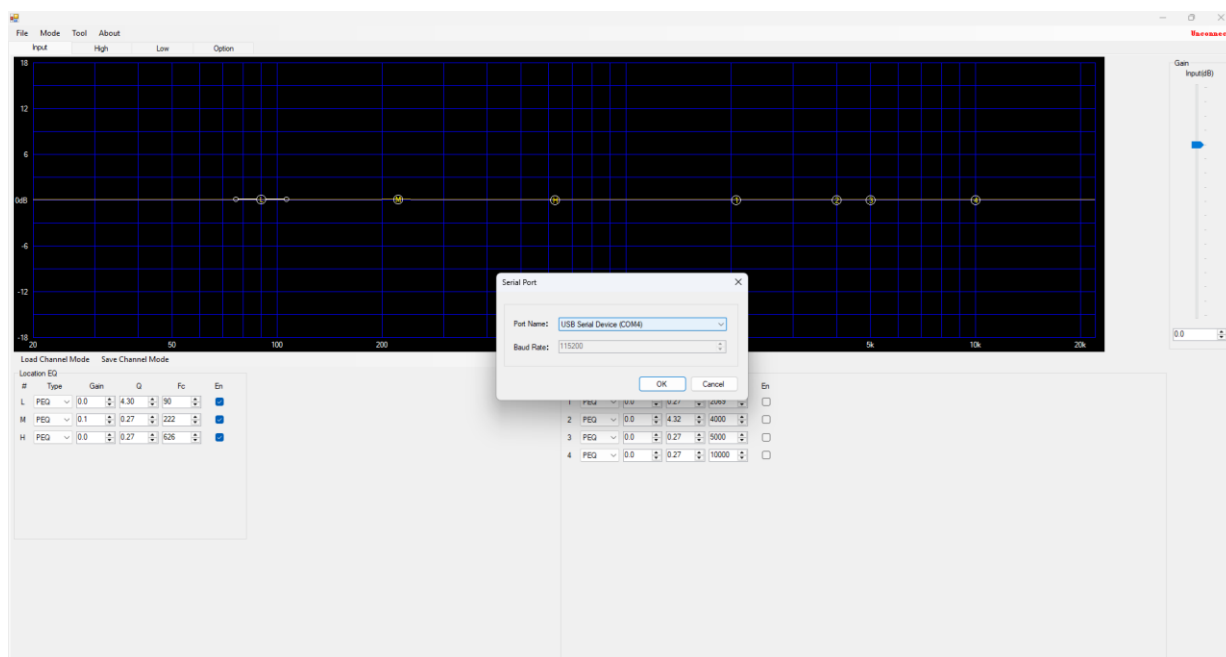 File Mode Tool About
Unconnec
Input High Low Option
18
12
6
0dB
-6
-12
-18
L M H 1 2 3 4
20 50 100 200 5k 10k 20k
Gain
Input(dB)
0.0
Serial Port
Port Name: USB Serial Device (COM4)
Baud Rate: 115200
OK Cancel
Load Channel Mode Save Channel Mode
Location EQ
# Type Gain Q Fc En
L PEQ 0.0 4.30 90
M PEQ 0.1 0.27 222
H PEQ 0.0 0.27 626
En
1 PEQ 0.0 0.27 2065
2 PEQ 0.0 4.32 4000
3 PEQ 0.0 0.27 5000
4 PEQ 0.0 0.27 10000